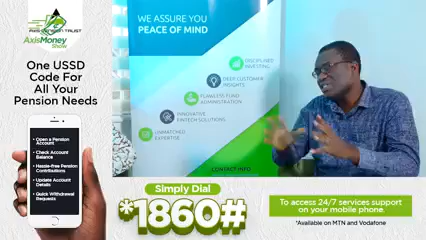 AxisMoney
Show
One USSD
Code For
All Your
Pension Needs
• Open a Pension
Account
• Check Account
Balance
• Hassle-free Pension
Contributions
• Update Account
Details
• Quick Withdrawal
Requests
WE ASSURE YOU
PEACE OF MIND
DISCIPLINED
INVESTING
DEEP CUSTOMER
INSIGHTS
FLAWLESS FUND
ADMINISTRATION
INNOVATIVE
FINTECH SOLUTIONS
UNMATCHED
EXPERTISE
CONTACT INFO
Simply Dial
*1860#
To access 24/7 services support
on your mobile phone.
*Available on MTN and Vodafone